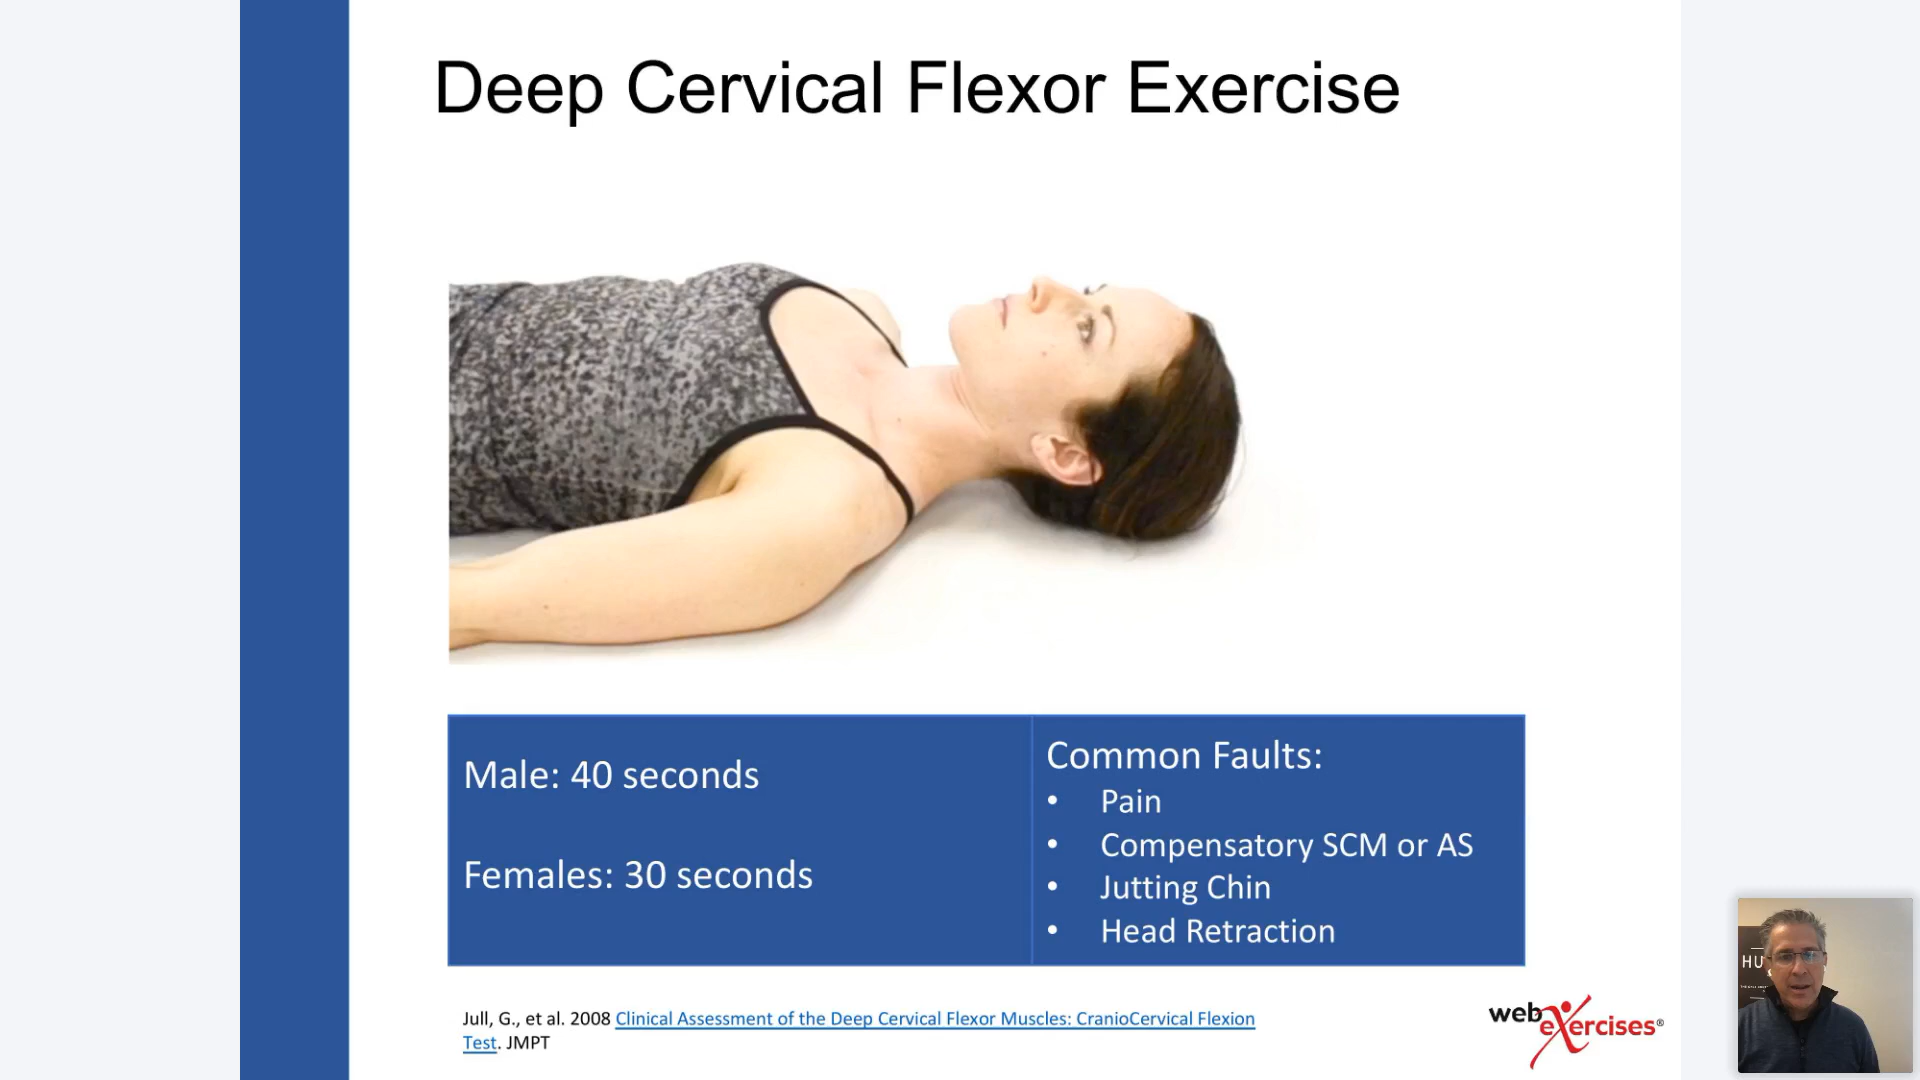 Deep Cervical Flexor Exercise
Male: 40 seconds
Females: 30 seconds
Common Faults:
• Pain
• Compensatory SCM or AS
• Jutting Chin
• Head Retraction
Jull, G., et al. 2008 Clinical Assessment of the Deep Cervical Flexor Muscles: CranioCervical Flexion
Test. JMPT
web
eXercises®
HU